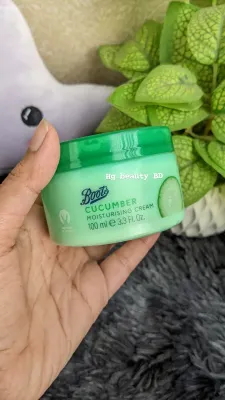 Boots
Bg beauty BD
CUCUMBER
MOISTURISING CREAM
100 ml e 3.3 Fl. Oz.